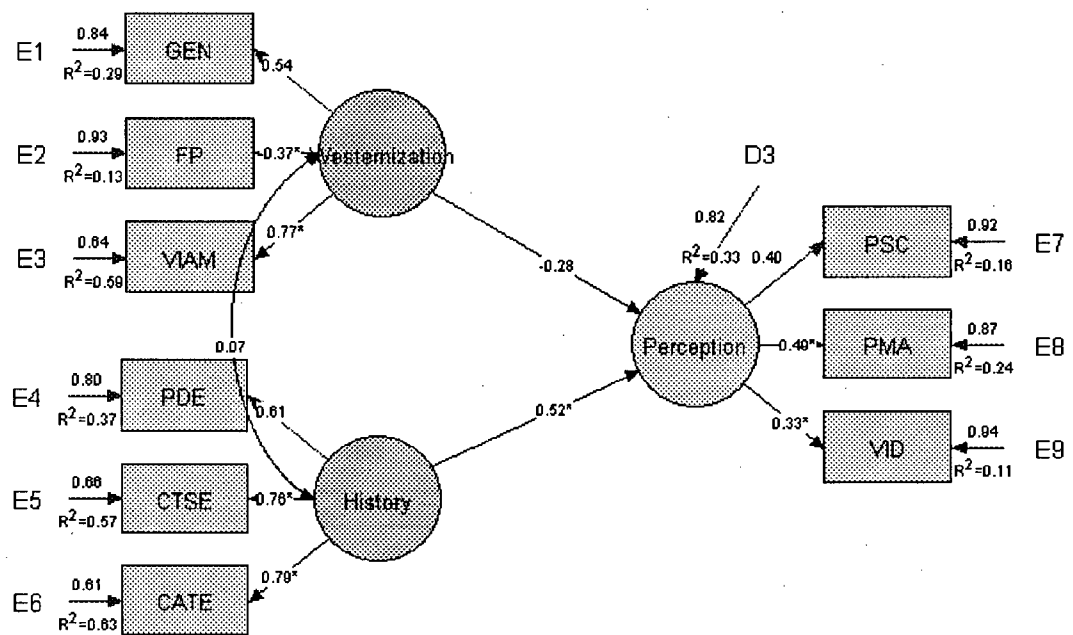 E1
0.84
R²=0.29
GEN
0.54
E2
0.93
R²=0.13
FP
-0.37*
Westernization
E3
0.64
R²=0.59
VIAM
0.77*
-0.28
D3
0.82
R²=0.33
0.40
Perception
PSC
0.92
R²=0.16
E7
0.07
0.49*
PMA
0.87
R²=0.24
E8
E4
0.80
R²=0.37
PDE
0.61
0.52*
0.33*
VID
0.94
R²=0.11
E9
E5
0.66
R²=0.57
CTSE
0.76*
History
E6
0.61
R²=0.63
CATE
0.79*